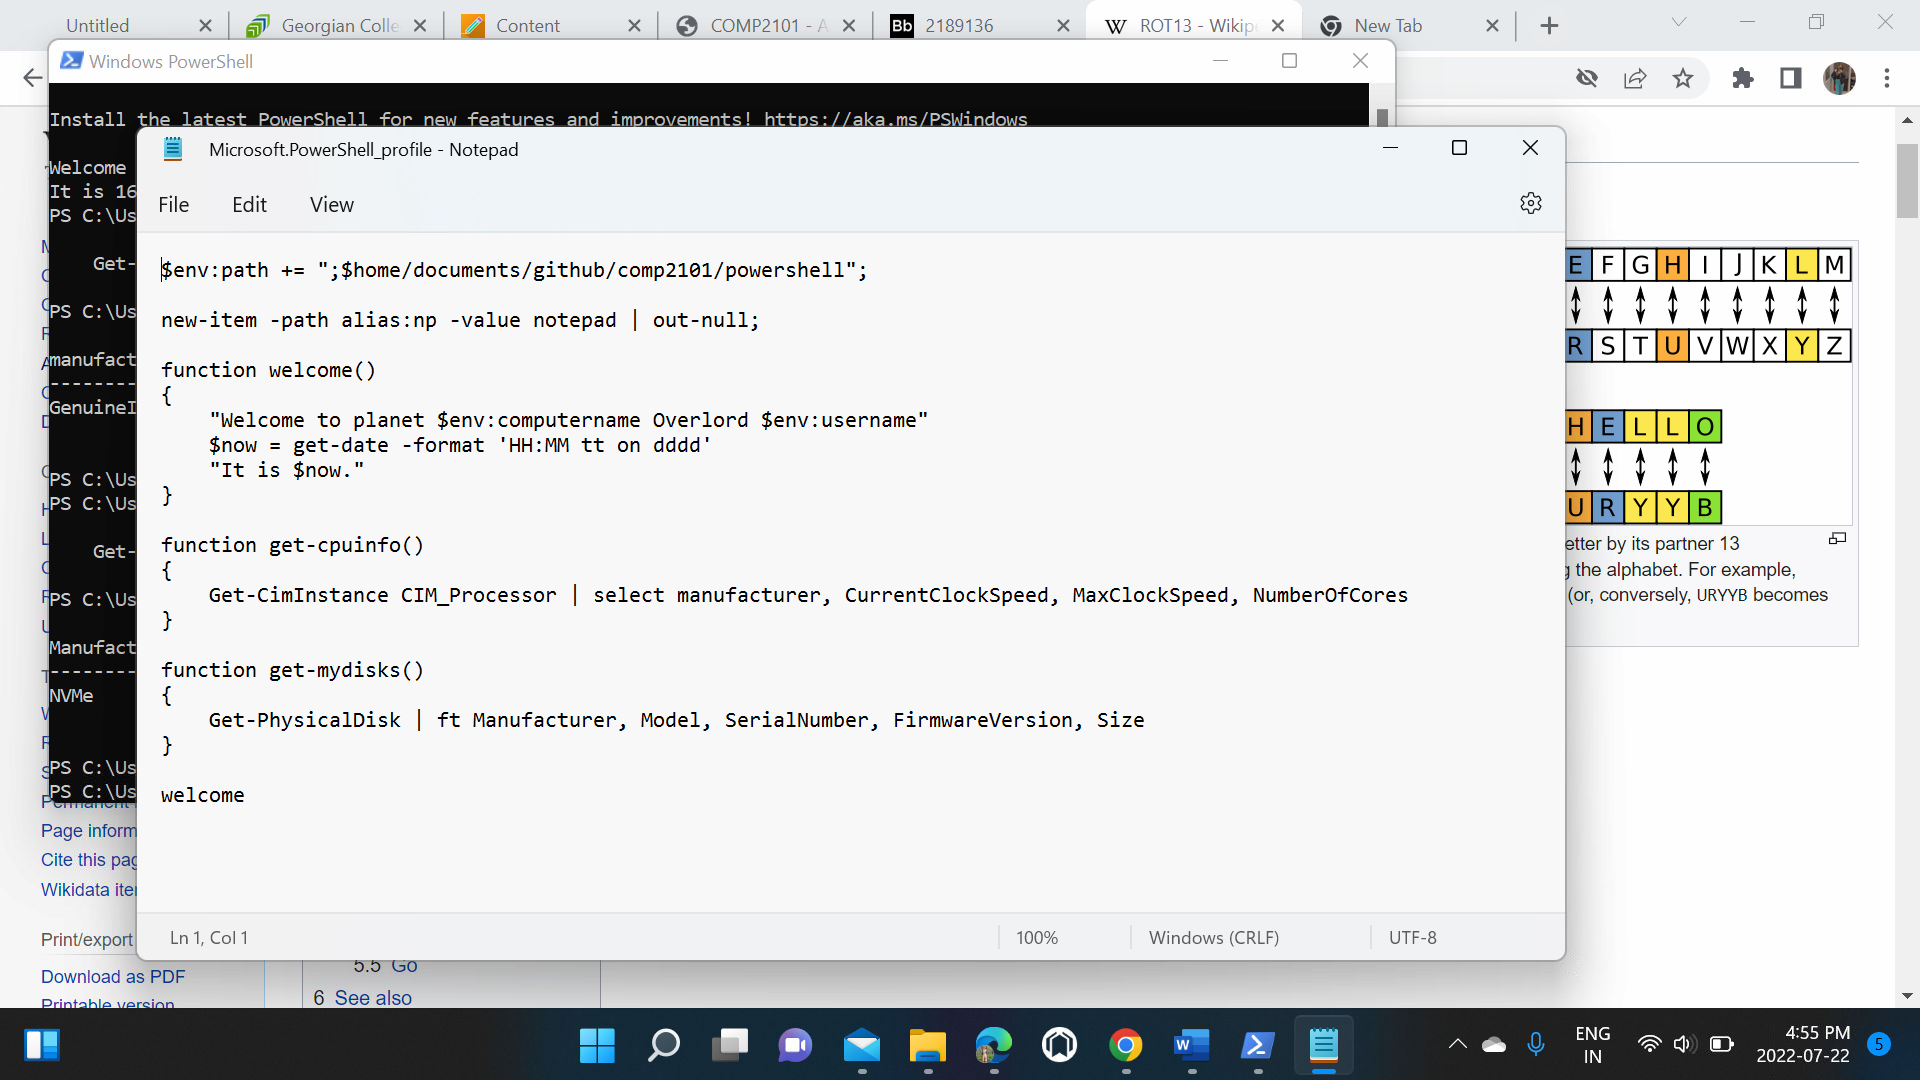 Untitled
Georgian Colle
Content
COMP2101 - A
Bb 2189136
W ROT13 - Wikip
New Tab
Windows PowerShell
Install the latest PowerShell for new features and improvements! https://aka.ms/PSWindows
Welcome
It is 16
PS C:\Us
Get-
PS C:\Us
manufact
--------
GenuineI
PS C:\Us
PS C:\Us
Get-
PS C:\Us
Manufact
--------
NVMe
PS C:\Us
PS C:\Us
Microsoft.PowerShell_profile - Notepad
File Edit View
$env:path += ";$home/documents/github/comp2101/powershell";
new-item -path alias:np -value notepad | out-null;
function welcome()
{
"Welcome to planet $env:computername Overlord $env:username"
$now = get-date -format 'HH:MM tt on dddd'
"It is $now."
}
function get-cpuinfo()
{
Get-CimInstance CIM_Processor | select manufacturer, CurrentClockSpeed, MaxClockSpeed, NumberOfCores
}
function get-mydisks()
{
Get-PhysicalDisk | ft Manufacturer, Model, SerialNumber, FirmwareVersion, Size
}
welcome
Ln 1, Col 1 100% Windows (CRLF) UTF-8
E F G H I J K L M
R S T U V W X Y Z
H E L L O
U R Y Y B
etter by its partner 13
g the alphabet. For example,
(or, conversely, URYYB becomes
Page inform
Cite this pag
Wikidata iter
Print/export
Download as PDF
Printable version
5.5 Go
6 See also
ENG
IN
4:55 PM
2022-07-22
5